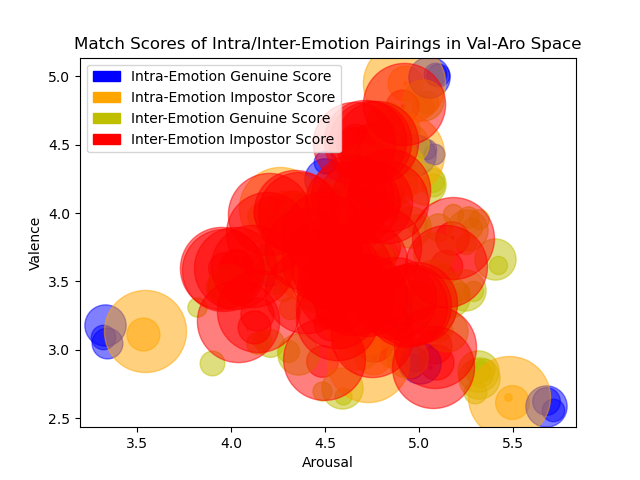 Match Scores of Intra/Inter-Emotion Pairings in Val-Aro Space
Intra-Emotion Genuine Score
Intra-Emotion Impostor Score
Inter-Emotion Genuine Score
Inter-Emotion Impostor Score
Valence
5.0
4.5
4.0
3.5
3.0
2.5
3.5 4.0 4.5 5.0 5.5
Arousal